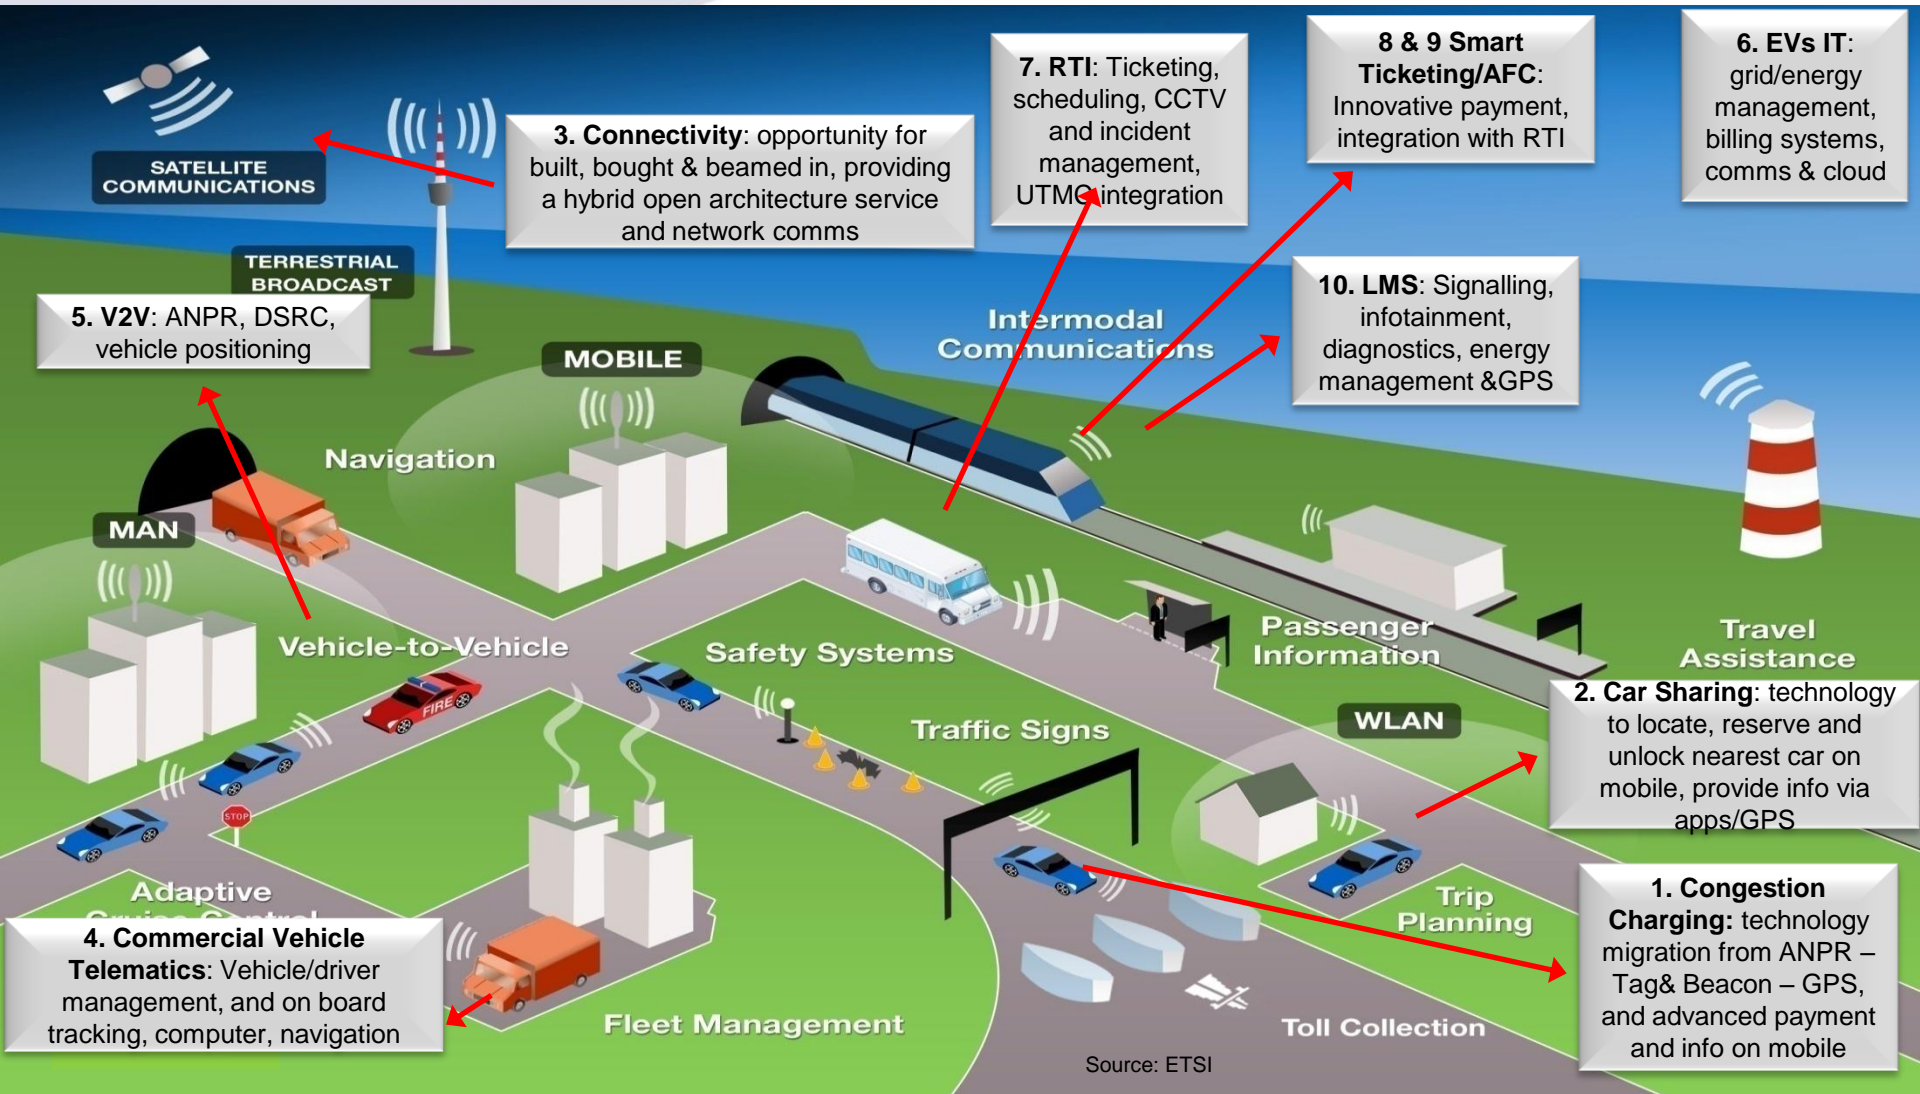 7. RTI: Ticketing,
scheduling, CCTV
and incident
management,
UTMC integration
8 & 9 Smart
Ticketing/AFC:
Innovative payment,
integration with RTI
6. EVs IT:
grid/energy
management,
billing systems,
comms & cloud
3. Connectivity: opportunity for
built, bought & beamed in, providing
a hybrid open architecture service
and network comms
SATELLITE
COMMUNICATIONS
TERRESTRIAL
BROADCAST
5. V2V: ANPR, DSRC,
vehicle positioning
10. LMS: Signalling,
infotainment,
diagnostics, energy
management &GPS
Intermodal
Communications
MOBILE
Navigation
MAN
Vehicle-to-Vehicle
Safety Systems
Passenger
Information
Travel
Assistance
FIRE
Traffic Signs
WLAN
2. Car Sharing: technology
to locate, reserve and
unlock nearest car on
mobile, provide info via
apps/GPS
STOP
Adaptive
Cruise Control
Trip
Planning
1. Congestion
Charging: technology
migration from ANPR –
Tag& Beacon – GPS,
and advanced payment
and info on mobile
4. Commercial Vehicle
Telematics: Vehicle/driver
management, and on board
tracking, computer, navigation
Fleet Management
Toll Collection
Source: ETSI